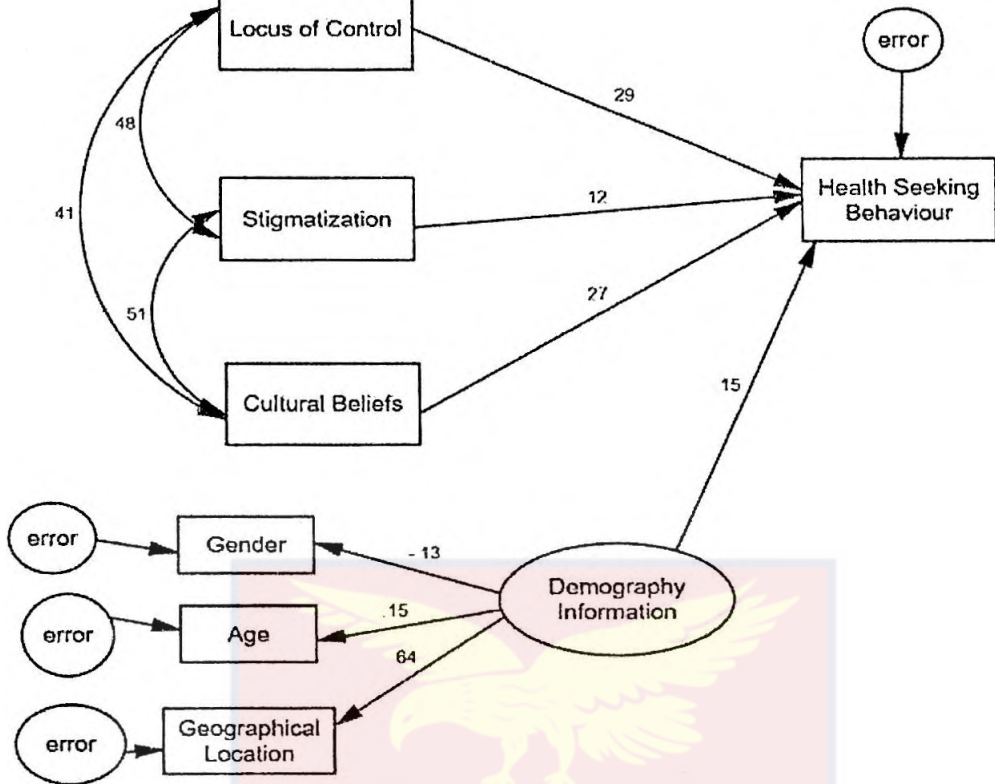 Locus of Control
error
29
48
Health Seeking
Behaviour
41
Stigmatization
12
51
27
Cultural Beliefs
15
error
Gender
- 13
Demography
Information
error
Age
.15
64
error
Geographical
Location